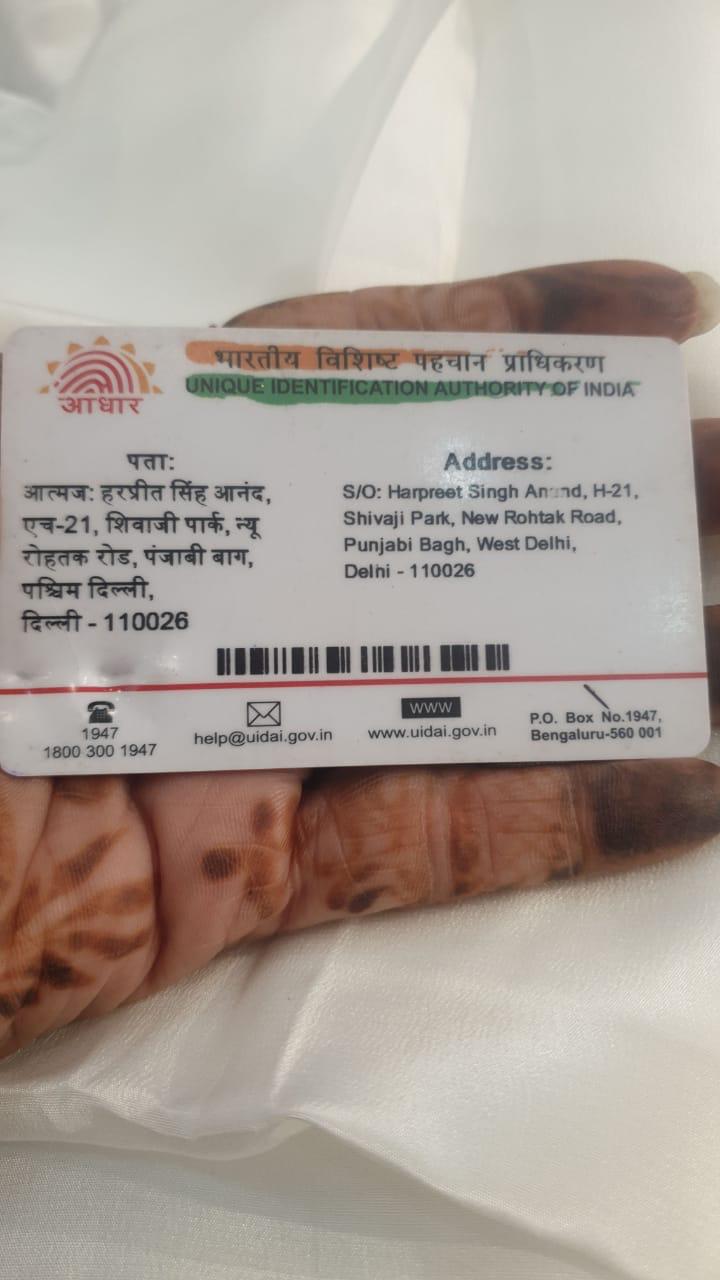 आधार
भारतीय विशिष्ट पहचान प्राधिकरण
UNIQUE IDENTIFICATION AUTHORITY OF INDIA
पता:
आत्मज: हरप्रीत सिंह आनंद,
एच-21, शिवाजी पार्क, न्यू
रोहतक रोड, पंजाबी बाग,
पश्चिम दिल्ली,
दिल्ली - 110026
Address:
S/O: Harpreet Singh Anand, H-21,
Shivaji Park, New Rohtak Road,
Punjabi Bagh, West Delhi,
Delhi - 110026
1947
1800 300 1947
help@uidai.gov.in
WWW
www.uidai.gov.in
P.O. Box No.1947,
Bengaluru-560 001